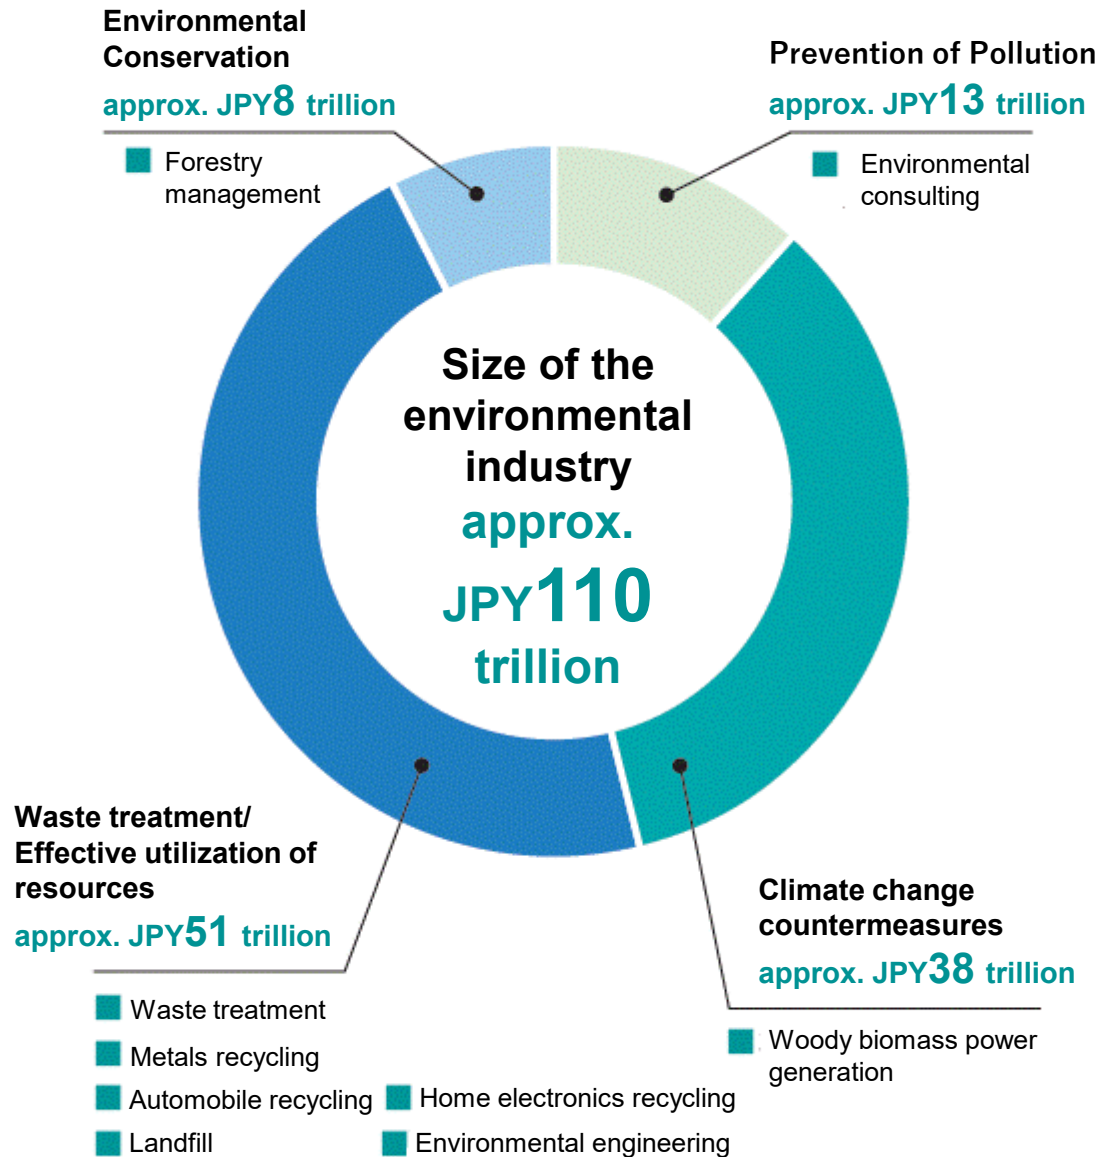 Environmental
Conservation
approx. JPY8 trillion
Forestry
management
Prevention of Pollution
approx. JPY13 trillion
Environmental
consulting
Size of the
environmental
industry
approx.
JPY110
trillion
Waste treatment/
Effective utilization of
resources
approx. JPY51 trillion
Waste treatment
Metals recycling
Automobile recycling
Home electronics recycling
Landfill
Environmental engineering
Climate change
countermeasures
approx. JPY38 trillion
Woody biomass power
generation